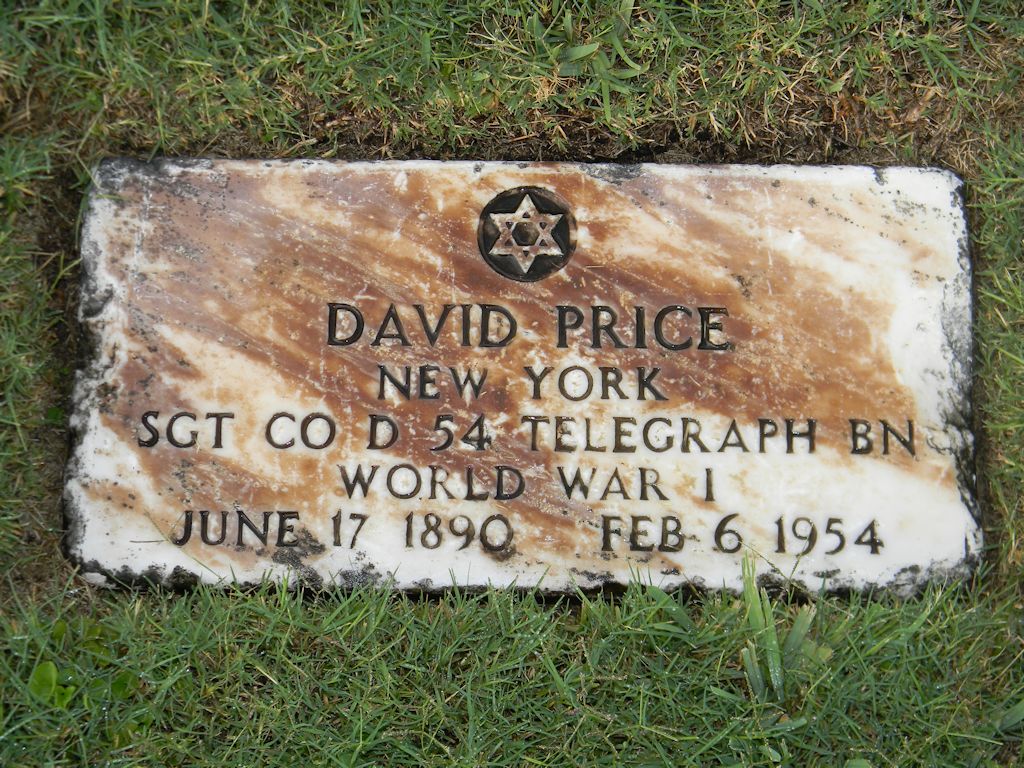 DAVID PRICE
NEW YORK
SGT CO D 54 TELEGRAPH BN
WORLD WAR I
JUNE 17 1890 FEB 6 1954